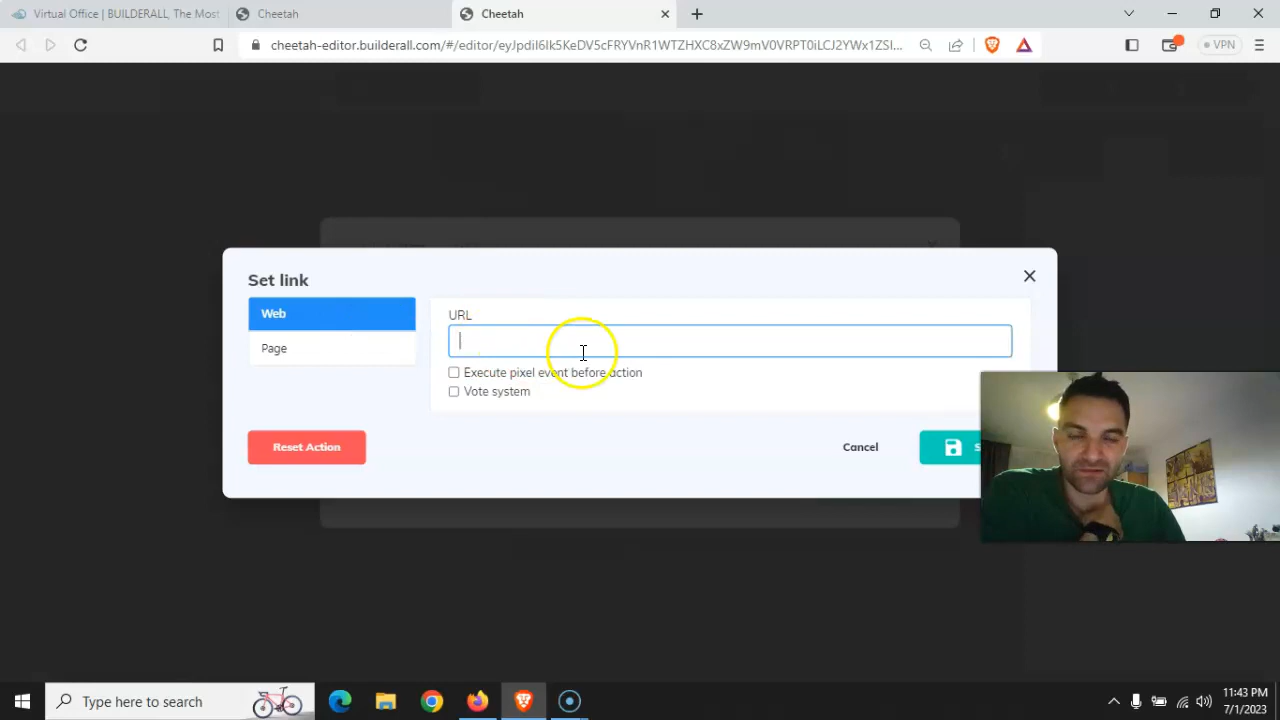 Virtual Office | BUILDERALL, The Most
Cheetah
Cheetah
cheetah-editor.builderall.com/#/editor/eyJpdiI6Ik5KeDV5cFRYVnR1WTZHXC8xZW9mV0VRPT0iLCJ2YWx1ZSI...
VPN
Set link
Web
Page
URL
Execute pixel event before action
Vote system
Reset Action
Cancel
Type here to search
11:43 PM
7/1/2023